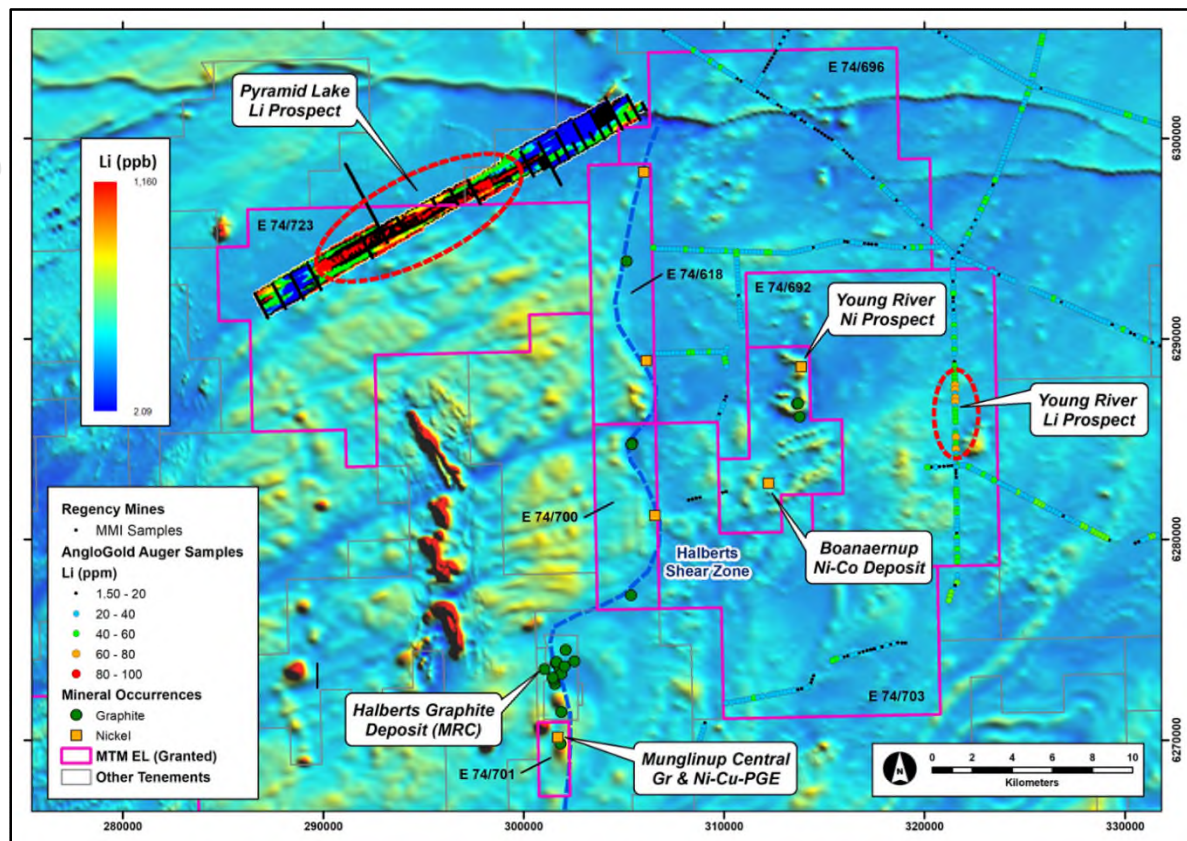 E 74/696
Pyramid Lake
Li Prospect
Li (ppb)
1,160
2.09
E 74/723
E 74/618
E 74/692
Young River
Ni Prospect
Young River
Li Prospect
E 74/700
Halberts
Shear Zone
Boanaernup
Ni-Co Deposit
Halberts Graphite
Deposit (MRC)
E 74/703
E 74/701
Munglinup Central
Gr & Ni-Cu-PGE
Regency Mines
MMI Samples
AngloGold Auger Samples
Li (ppm)
1.50 - 20
20 - 40
40 - 60
60 - 80
80 - 100
Mineral Occurrences
Graphite
Nickel
MTM EL (Granted)
Other Tenements
N
0 2 4 6 8 10
Kilometers
6300000
6290000
6280000
6270000
280000 290000 300000 310000 320000 330000